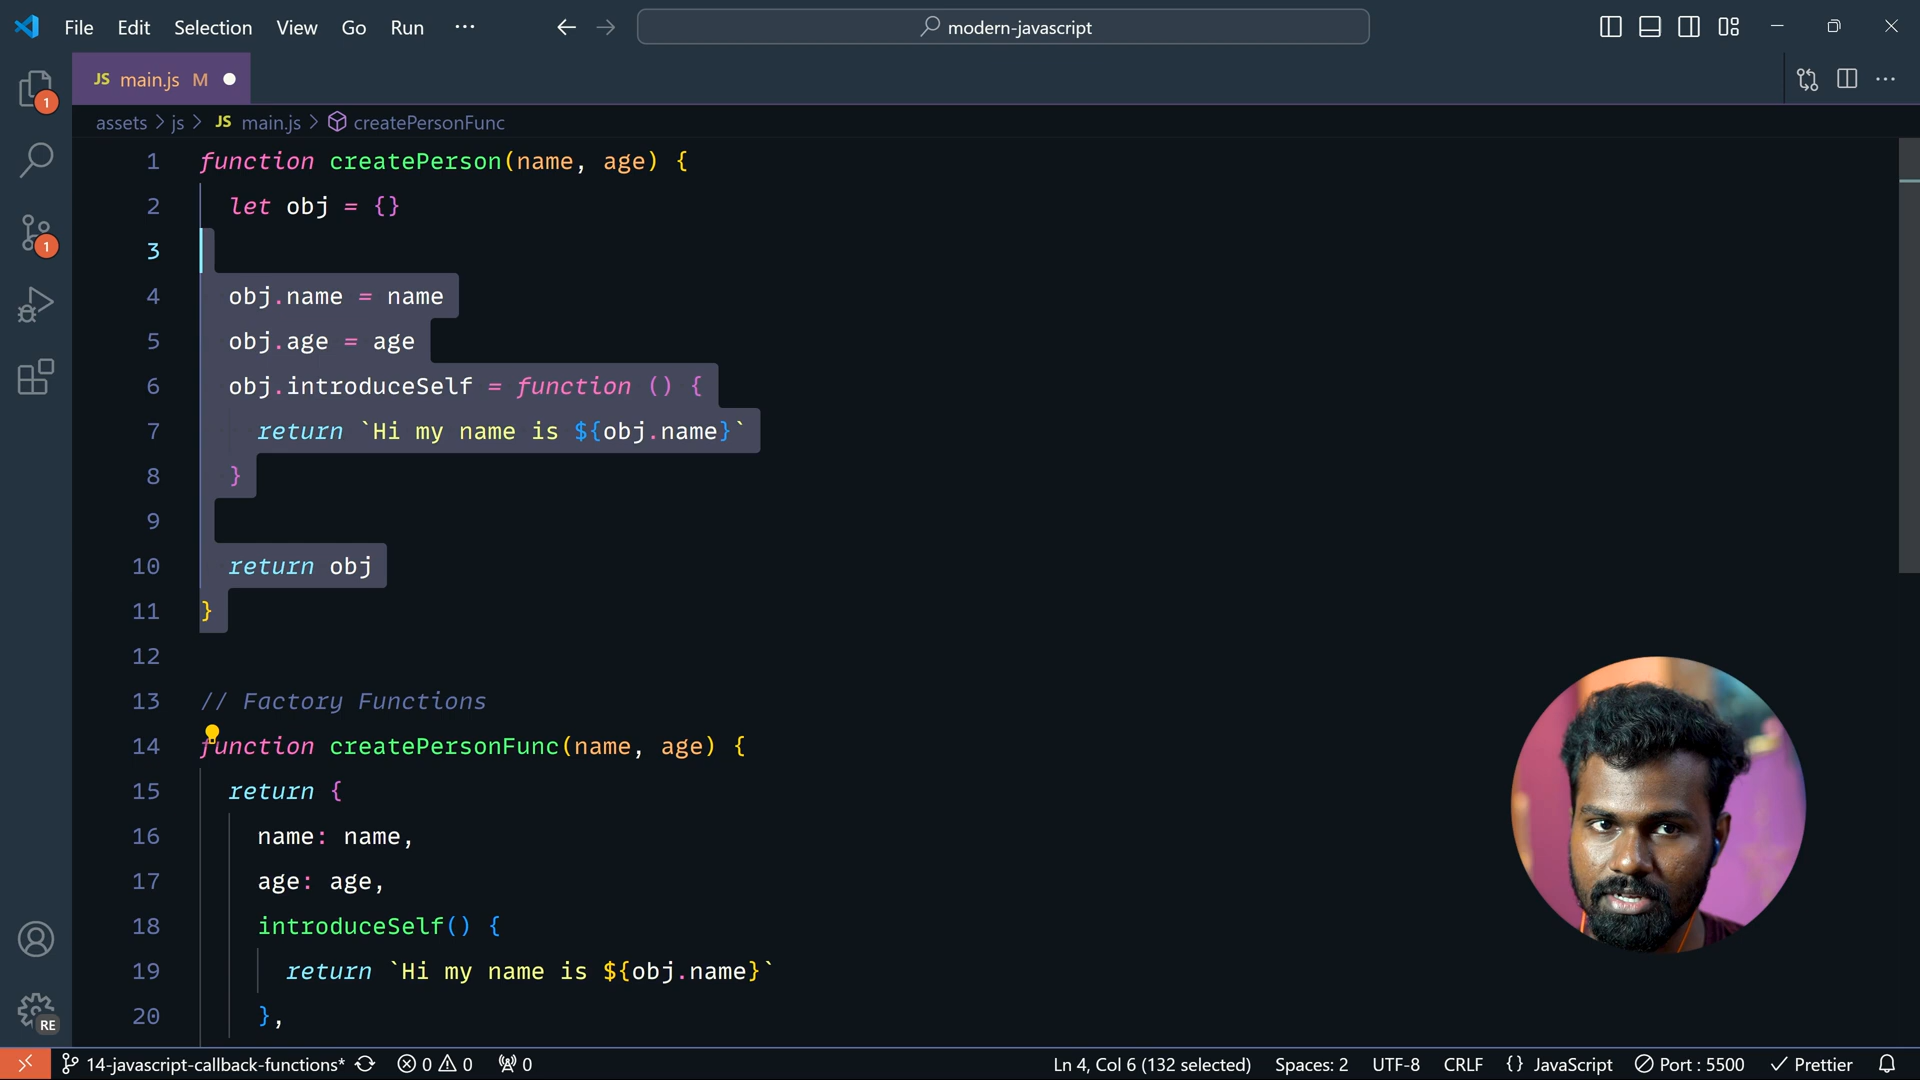 File Edit Selection View Go Run ··· modern-javascript
JS main.js M
assets > js > JS main.js > createPersonFunc
1 function createPerson(name, age) {
2 let obj = {}
3
4 obj.name = name
5 obj.age = age
6 obj.introduceSelf = function () {
7 return `Hi my name is ${obj.name}`
8 }
9
10 return obj
11 }
12
13 // Factory Functions
14 function createPersonFunc(name, age) {
15 return {
16 name: name,
17 age: age,
18 introduceSelf() {
19 return `Hi my name is ${obj.name}`
20 },
1
1
RE
14-javascript-callback-functions* 0 0 0 Ln 4, Col 6 (132 selected) Spaces: 2 UTF-8 CRLF {} JavaScript Port : 5500 Prettier